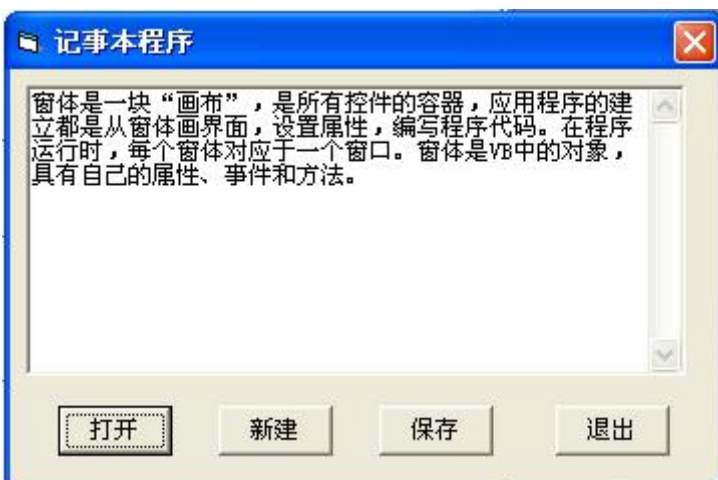 记事本程序
窗体是一块“画布”，是所有控件的容器，应用程序的建
立都是从窗体画界面，设置属性，编写程序代码。在程序
运行时，每个窗体对应于一个窗口。窗体是VB中的对象，
具有自己的属性、事件和方法。
打开 新建 保存 退出